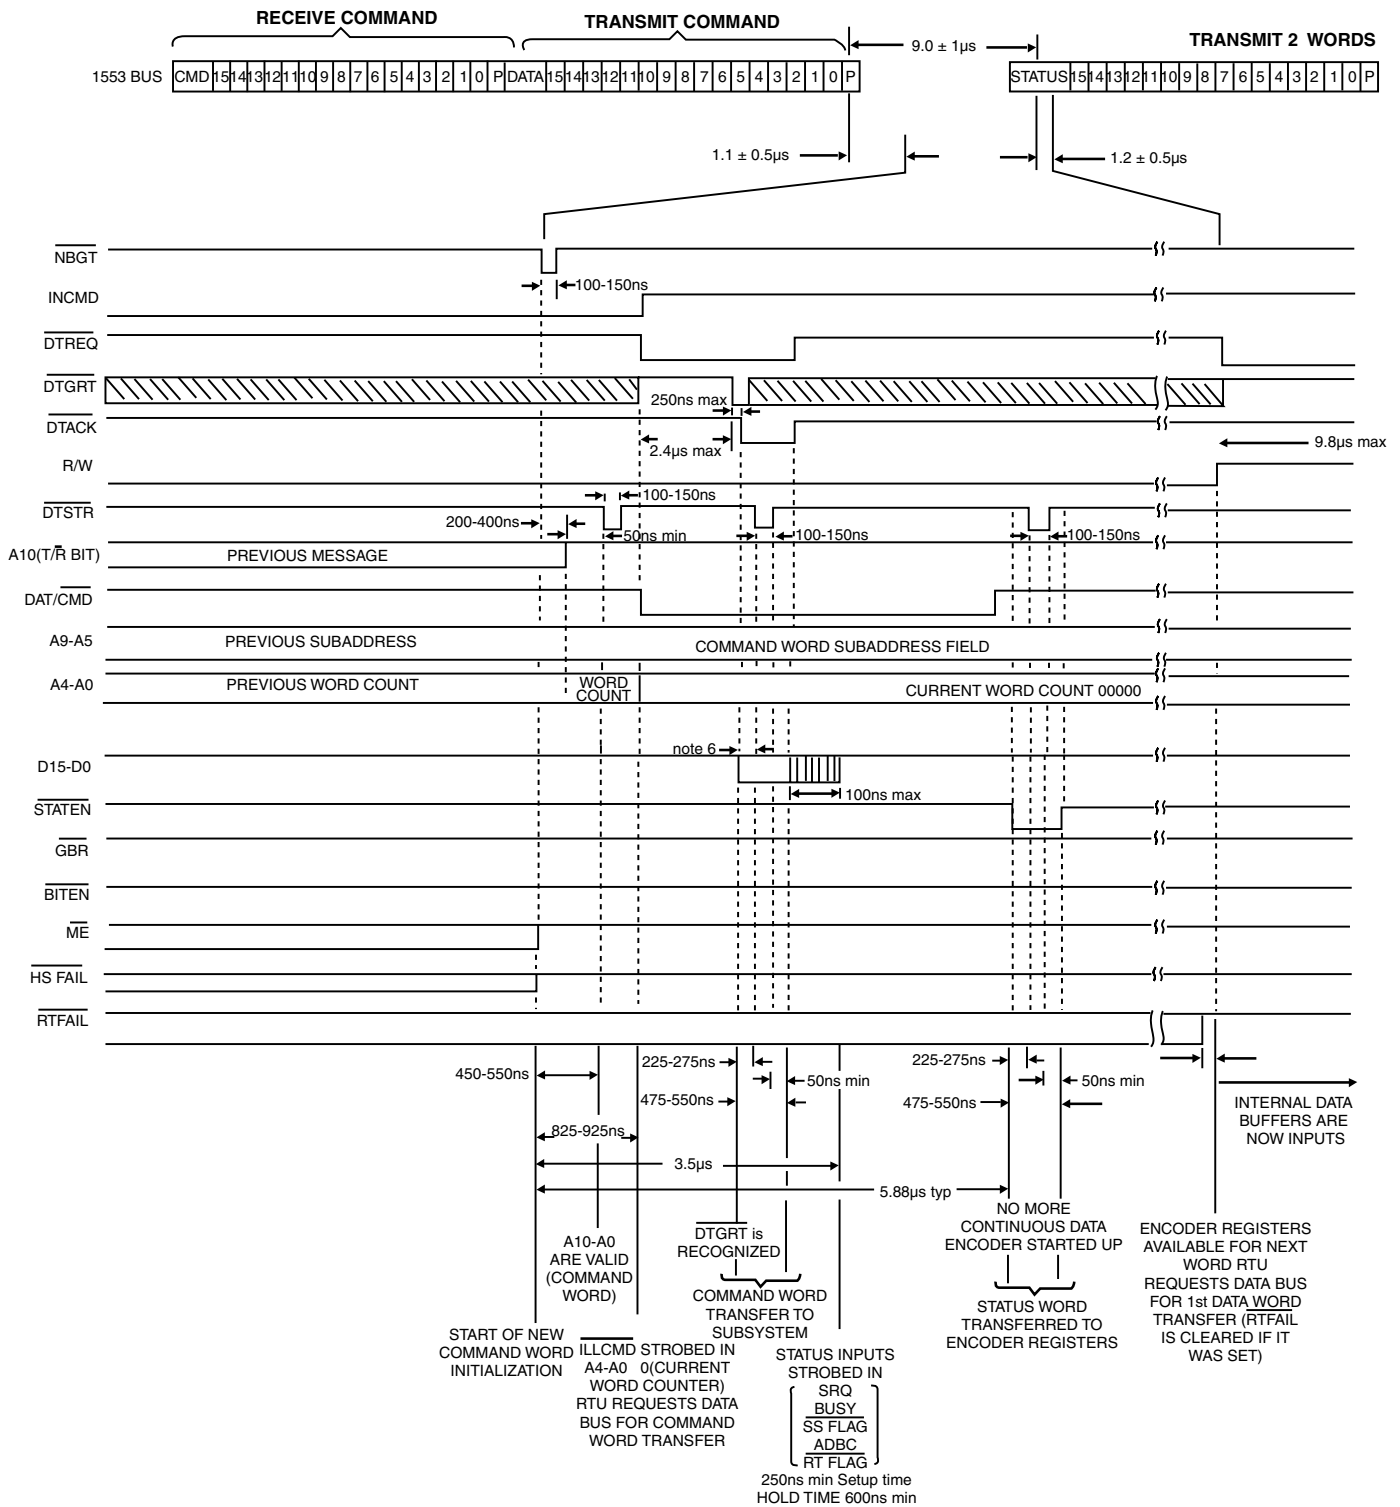 RECEIVE COMMAND
TRANSMIT COMMAND
9.0 ± 1µs
TRANSMIT 2 WORDS
1553 BUS
CMD 15 14 13 12 11 10 9 8 7 6 5 4 3 2 1 0 P DATA 15 14 13 12 11 10 9 8 7 6 5 4 3 2 1 0 P
STATUS 15 14 13 12 11 10 9 8 7 6 5 4 3 2 1 0 P
1.1 ± 0.5µs
1.2 ± 0.5µs
NBGT
100-150ns
INCMD
DTREQ
DTGRT
250ns max
DTACK
2.4µs max
9.8µs max
R/W
100-150ns
DTSTR
200-400ns
50ns min
100-150ns
100-150ns
A10(T/R BIT)
PREVIOUS MESSAGE
DAT/CMD
A9-A5
PREVIOUS SUBADDRESS
COMMAND WORD SUBADDRESS FIELD
A4-A0
PREVIOUS WORD COUNT
WORD
COUNT
CURRENT WORD COUNT 00000
note 6
D15-D0
100ns max
STATEN
GBR
BITEN
ME
HS FAIL
RTFAIL
450-550ns
225-275ns
50ns min
475-550ns
225-275ns
50ns min
475-550ns
INTERNAL DATA
BUFFERS ARE
NOW INPUTS
825-925ns
3.5µs
5.88µs typ
A10-A0
ARE VALID
(COMMAND
WORD)
DTGRT is
RECOGNIZED
NO MORE
CONTINUOUS DATA
ENCODER STARTED UP
ENCODER REGISTERS
AVAILABLE FOR NEXT
WORD RTU
REQUESTS DATA BUS
FOR 1st DATA WORD
TRANSFER (RTFAIL
IS CLEARED IF IT
WAS SET)
COMMAND WORD
TRANSFER TO
SUBSYSTEM
STATUS WORD
TRANSFERRED TO
ENCODER REGISTERS
START OF NEW
COMMAND WORD
INITIALIZATION
ILLCMD STROBED IN
A4-A0 0(CURRENT
WORD COUNTER)
RTU REQUESTS DATA
BUS FOR COMMAND
WORD TRANSFER
STATUS INPUTS
STROBED IN
SRQ
BUSY
SS FLAG
ADBC
RT FLAG
250ns min Setup time
HOLD TIME 600ns min